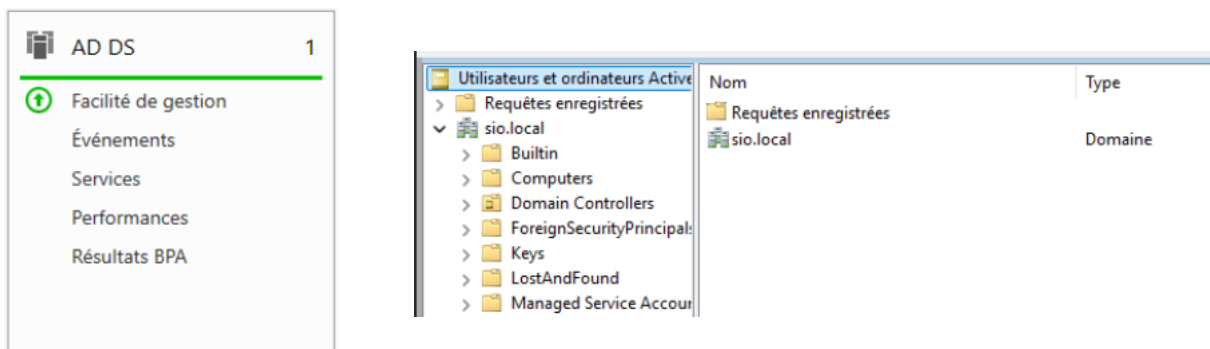 AD DS 1
Facilité de gestion
Événements
Services
Performances
Résultats BPA
Utilisateurs et ordinateurs Active
Nom Type
Requêtes enregistrées
sio.local
Builtin
Computers
Domain Controllers
ForeignSecurityPrincipals
Keys
LostAndFound
Managed Service Accour
Requêtes enregistrées
sio.local Domaine